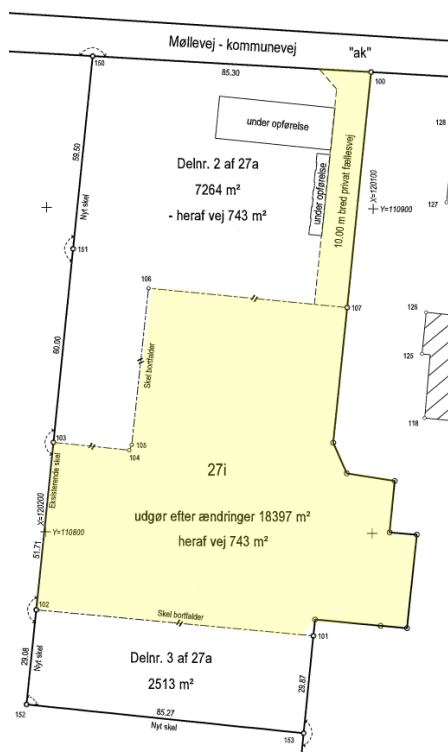 Møllevej - kommunevej
"ak"
150
85.30
100
128
under opførelse
59.50
Delnr. 2 af 27a
7264 m²
- heraf vej 743 m²
under opførelse
10.00 m bred privat fællesvej
X=120100
Y=110900
127
Nyt skel
151
106
107
126
60.00
Skel bortfalder
125
118
103
105
104
Eksisterende skel
27i
X=120200
Y=110800
udgør efter ændringer 18397 m²
heraf vej 743 m²
51.71
102
Skel bortfalder
101
29.08
Nyt skel
Delnr. 3 af 27a
2513 m²
29.87
152
85.27
Nyt skel
153